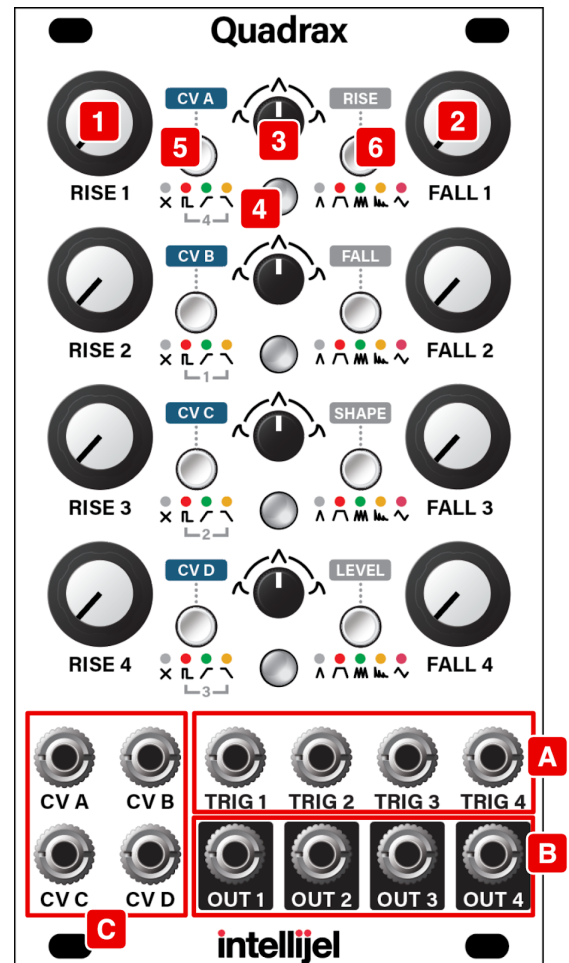 Quadrax
CV A RISE
1 5 3 6 2
4
RISE 1 FALL 1
4
CV B FALL
RISE 2 FALL 2
1
CV C SHAPE
RISE 3 FALL 3
2
CV D LEVEL
RISE 4 FALL 4
3
A
CV A CV B TRIG 1 TRIG 2 TRIG 3 TRIG 4
B
CV C CV D OUT 1 OUT 2 OUT 3 OUT 4
C
intellijel